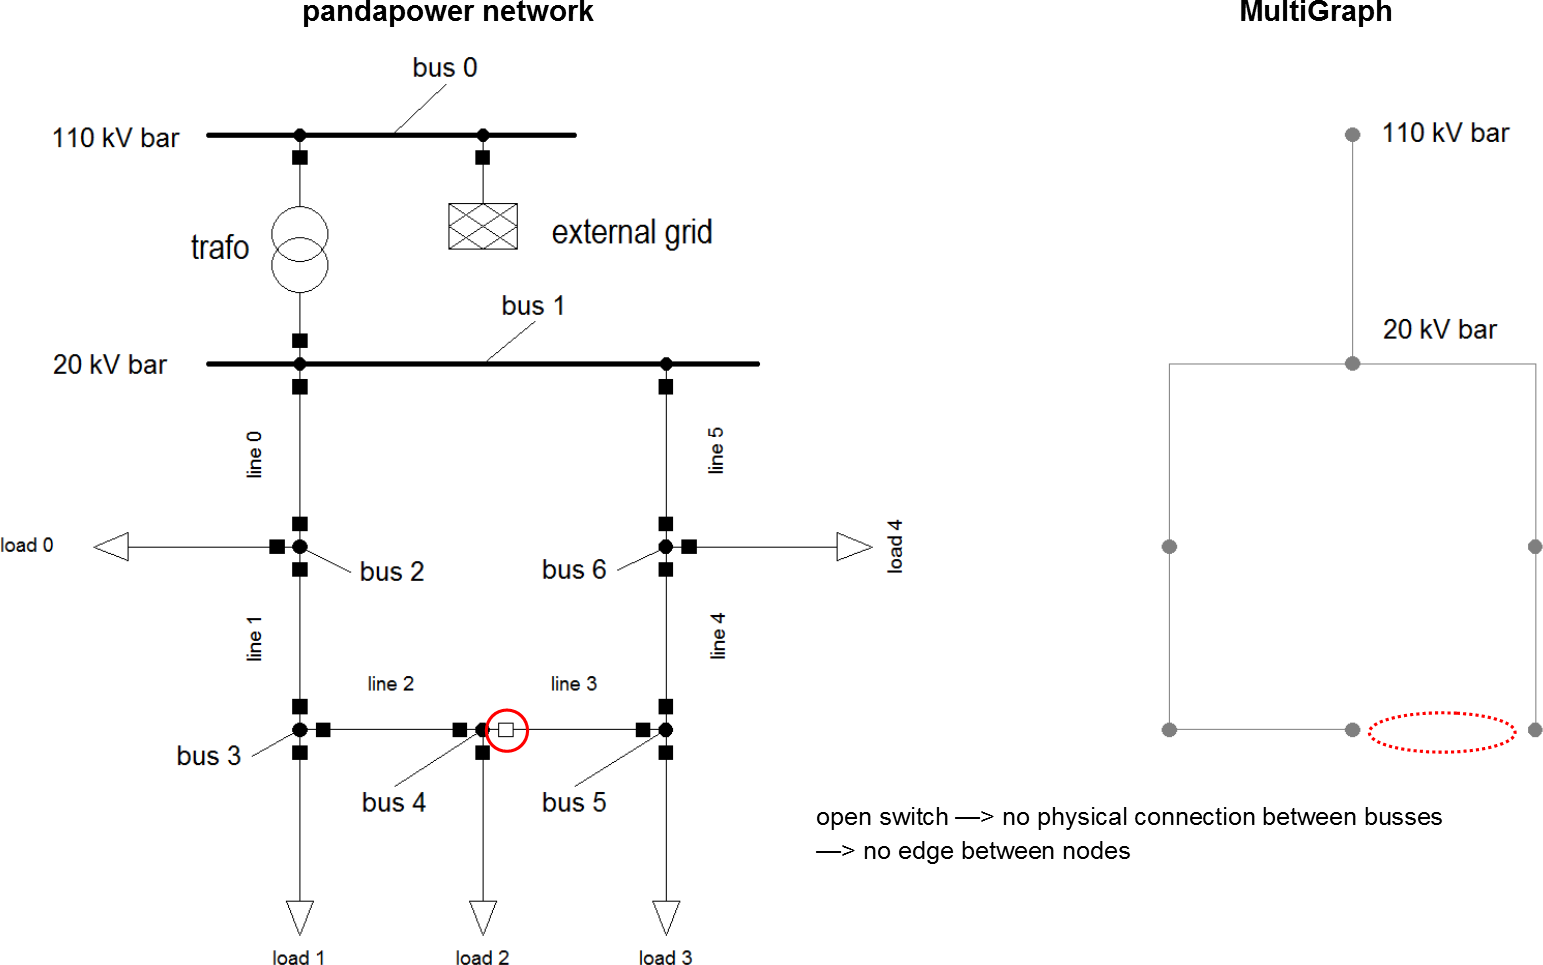 pandapower network
MultiGraph
bus 0
110 kV bar
110 kV bar
trafo
external grid
bus 1
20 kV bar
20 kV bar
line 0
line 5
load 0
load 4
bus 2
bus 6
line 1
line 4
line 2
line 3
bus 3
bus 4
bus 5
open switch —> no physical connection between busses
—> no edge between nodes
load 1
load 2
load 3